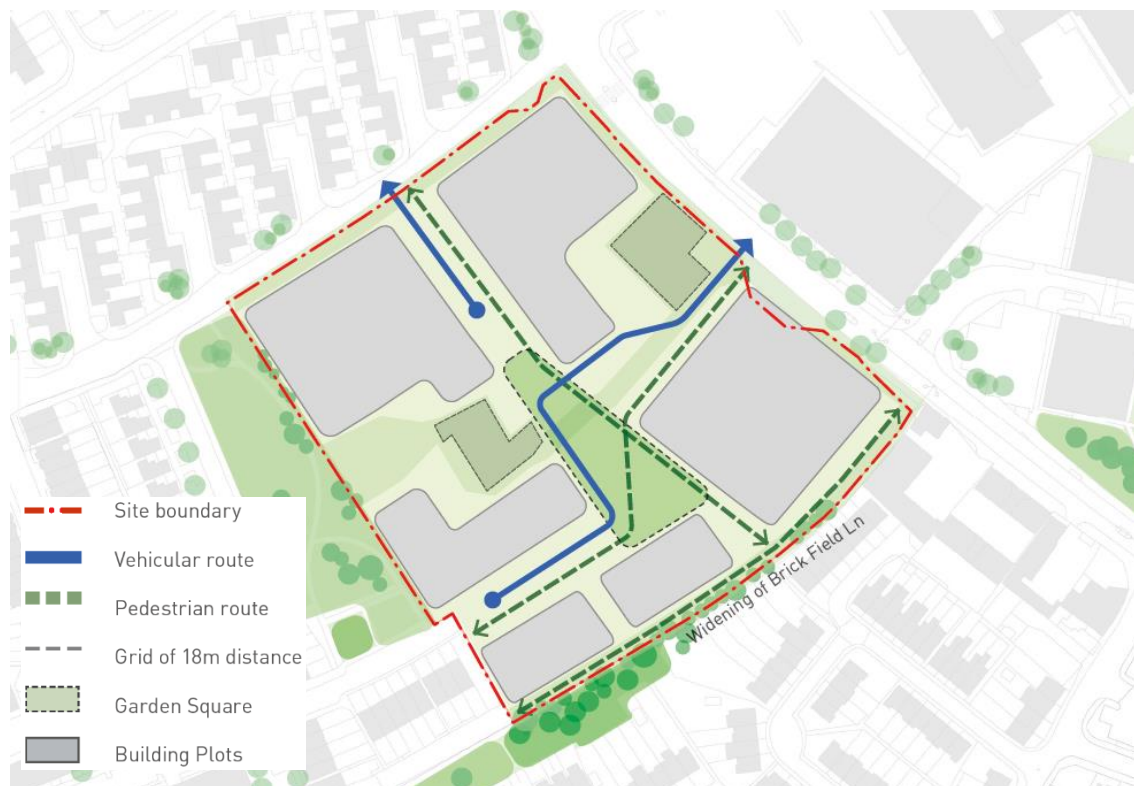 Site boundary
Vehicular route
Pedestrian route
Grid of 18m distance
Garden Square
Building Plots
Widening of Brick Field Ln